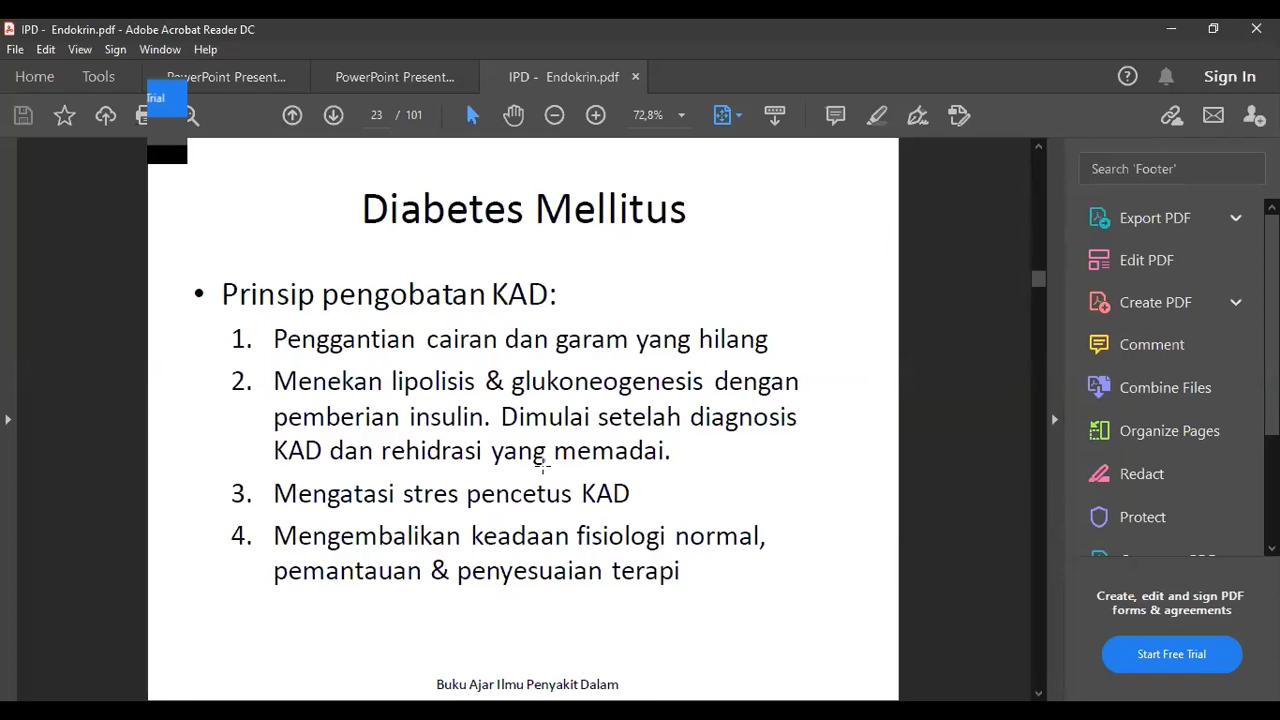 IPD - Endokrin.pdf - Adobe Acrobat Reader DC
File Edit View Sign Window Help
Home Tools PowerPoint Present... PowerPoint Present... IPD - Endokrin.pdf × Sign In
23 / 101 72,8%
Diabetes Mellitus
• Prinsip pengobatan KAD:
1. Penggantian cairan dan garam yang hilang
2. Menekan lipolisis & glukoneogenesis dengan
pemberian insulin. Dimulai setelah diagnosis
KAD dan rehidrasi yang memadai.
3. Mengatasi stres pencetus KAD
4. Mengembalikan keadaan fisiologi normal,
pemantauan & penyesuaian terapi
Buku Ajar Ilmu Penyakit Dalam
Search 'Footer'
Export PDF
Edit PDF
Create PDF
Comment
Combine Files
Organize Pages
Redact
Protect
Create, edit and sign PDF
forms & agreements
Start Free Trial